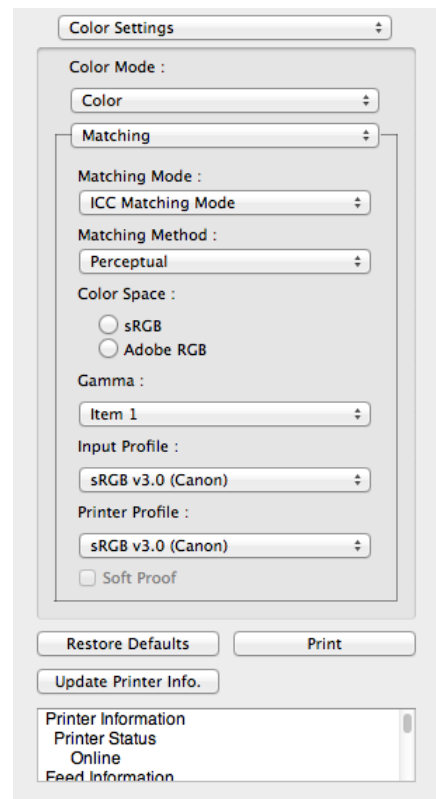 Color Settings
Color Mode :
Color
Matching
Matching Mode :
ICC Matching Mode
Matching Method :
Perceptual
Color Space :
sRGB
Adobe RGB
Gamma :
Item 1
Input Profile :
sRGB v3.0 (Canon)
Printer Profile :
sRGB v3.0 (Canon)
Soft Proof
Restore Defaults Print
Update Printer Info.
Printer Information
Printer Status
Online
Feed Information